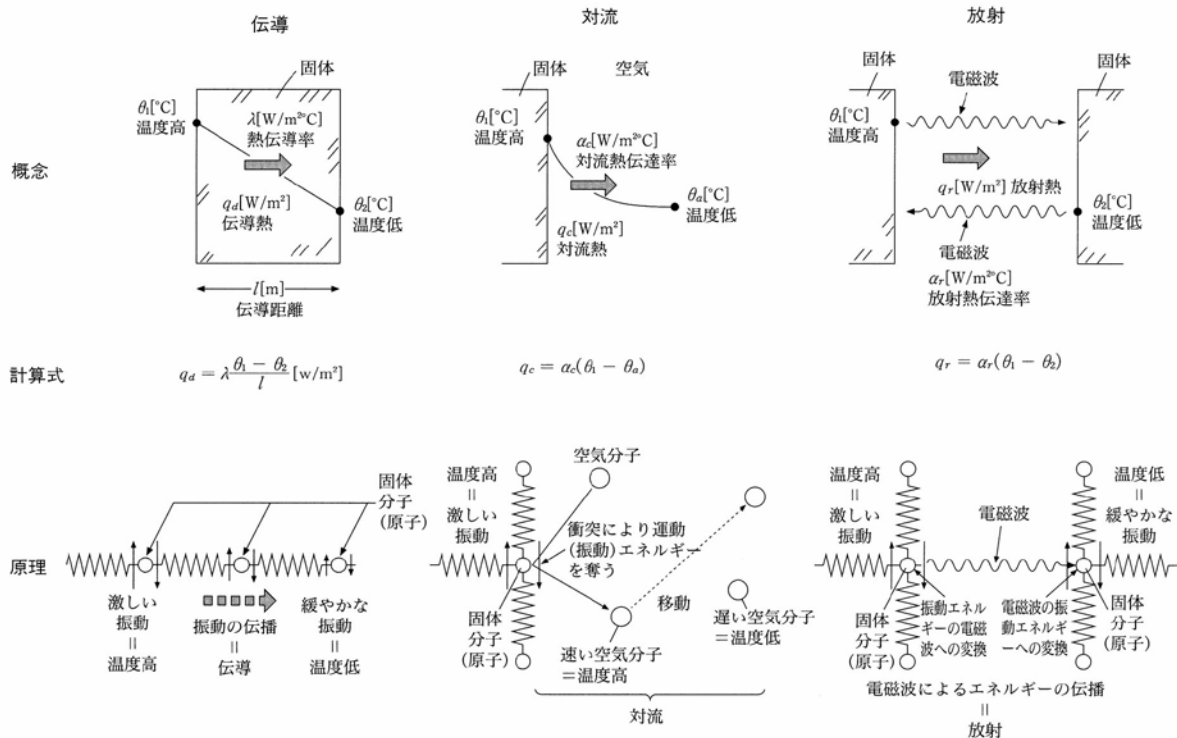 伝導
対流
放射
概念
固体
θ₁[°C]
温度高
λ[W/m²°C]
熱伝導率
q_d[W/m²]
伝導熱
θ₂[°C]
温度低
l[m]
伝導距離
固体
空気
θ₁[°C]
温度高
α_c[W/m²°C]
対流熱伝達率
θ_a[°C]
温度低
q_c[W/m²]
対流熱
固体
固体
電磁波
θ₁[°C]
温度高
q_r[W/m²] 放射熱
θ₂[°C]
温度低
電磁波
α_r[W/m²°C]
放射熱伝達率
計算式
q_d = λ (θ₁ − θ₂)/l [w/m²]
q_c = α_c(θ₁ − θ_a)
q_r = α_r(θ₁ − θ₂)
原理
固体
分子
(原子)
激しい
振動
=
温度高
振動の伝播
=
伝導
緩やかな
振動
=
温度低
温度高
=
激しい
振動
空気分子
衝突により運動
(振動)エネルギー
を奪う
固体
分子
(原子)
移動
速い空気分子
=温度高
遅い空気分子
=温度低
対流
温度高
=
激しい
振動
電磁波
温度低
=
緩やかな
振動
固体
分子
(原子)
振動エネル
ギーの電磁
波への変換
電磁波の振
動エネルギ
ーへの変換
固体
分子
(原子)
電磁波によるエネルギーの伝播
=
放射